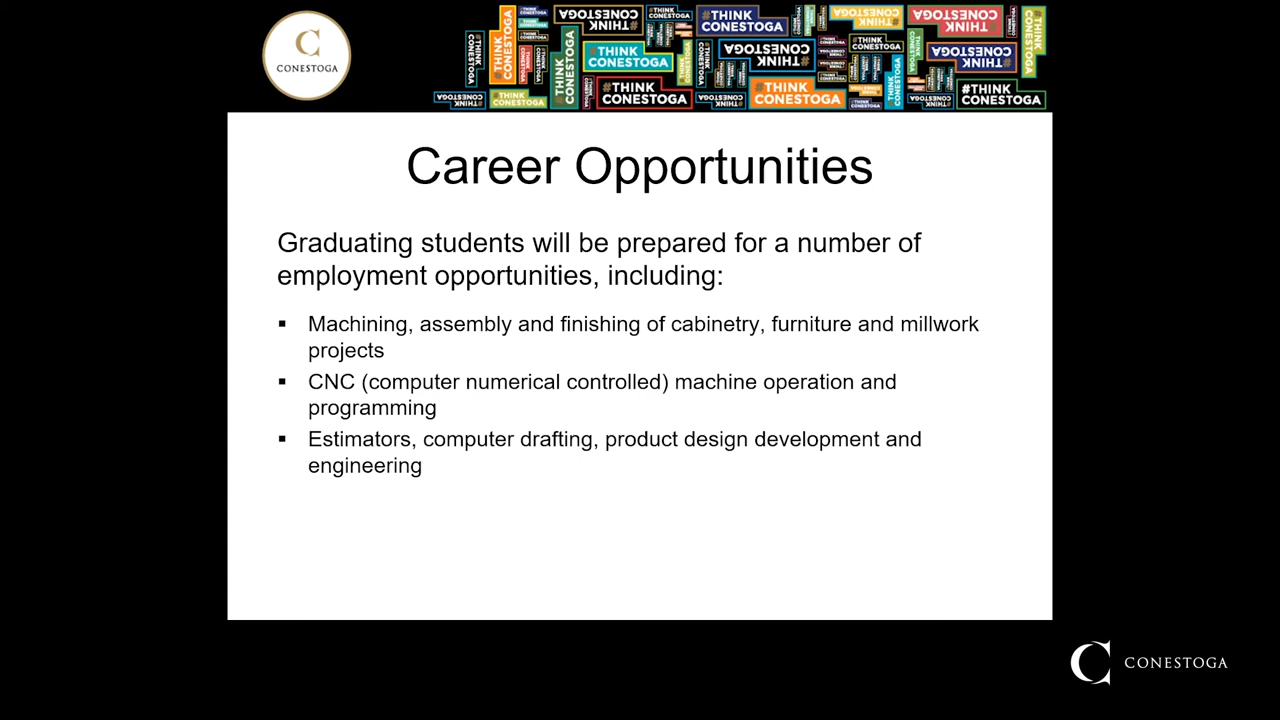 C
CONESTOGA
#THINK
CONESTOGA
Career Opportunities
Graduating students will be prepared for a number of
employment opportunities, including:
▪ Machining, assembly and finishing of cabinetry, furniture and millwork
projects
▪ CNC (computer numerical controlled) machine operation and
programming
▪ Estimators, computer drafting, product design development and
engineering
C CONESTOGA